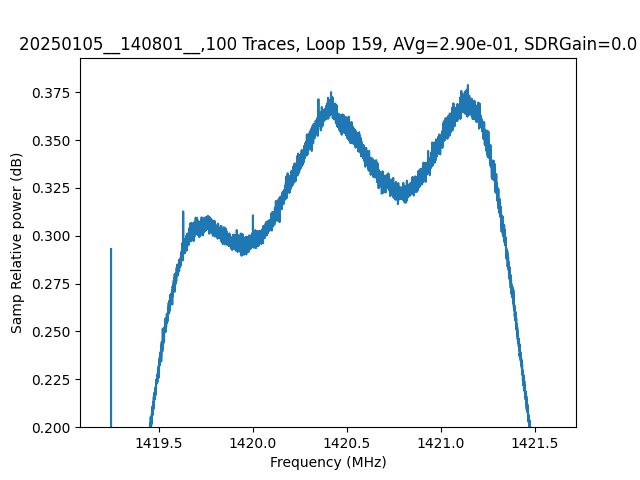 20250105__140801__,100 Traces, Loop 159, AVg=2.90e-01, SDRGain=0.0
Samp Relative power (dB)
0.375
0.350
0.325
0.300
0.275
0.250
0.225
0.200
1419.5 1420.0 1420.5 1421.0 1421.5
Frequency (MHz)